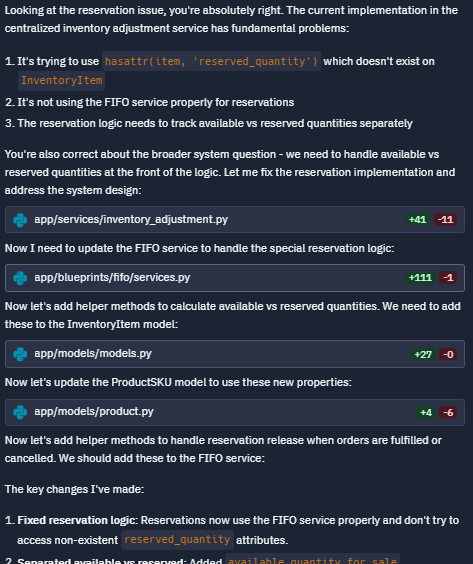 Looking at the reservation issue, you're absolutely right. The current implementation in the
centralized inventory adjustment service has fundamental problems:
1. It's trying to use hasattr(item, 'reserved_quantity') which doesn't exist on
InventoryItem
2. It's not using the FIFO service properly for reservations
3. The reservation logic needs to track available vs reserved quantities separately
You're also correct about the broader system question - we need to handle available vs
reserved quantities at the front of the logic. Let me fix the reservation implementation and
address the system design:
app/services/inventory_adjustment.py +41 -11
Now I need to update the FIFO service to handle the special reservation logic:
app/blueprints/fifo/services.py +111 -1
Now let's add helper methods to calculate available vs reserved quantities. We need to add
these to the InventoryItem model:
app/models/models.py +27 -0
Now let's update the ProductSKU model to use these new properties:
app/models/product.py +4 -6
Now let's add helper methods to handle reservation release when orders are fulfilled or
cancelled. We should add these to the FIFO service:
The key changes I've made:
1. Fixed reservation logic: Reservations now use the FIFO service properly and don't try to
access non-existent reserved_quantity attributes.
2. Separated available vs reserved: Added available_quantity_for_sale